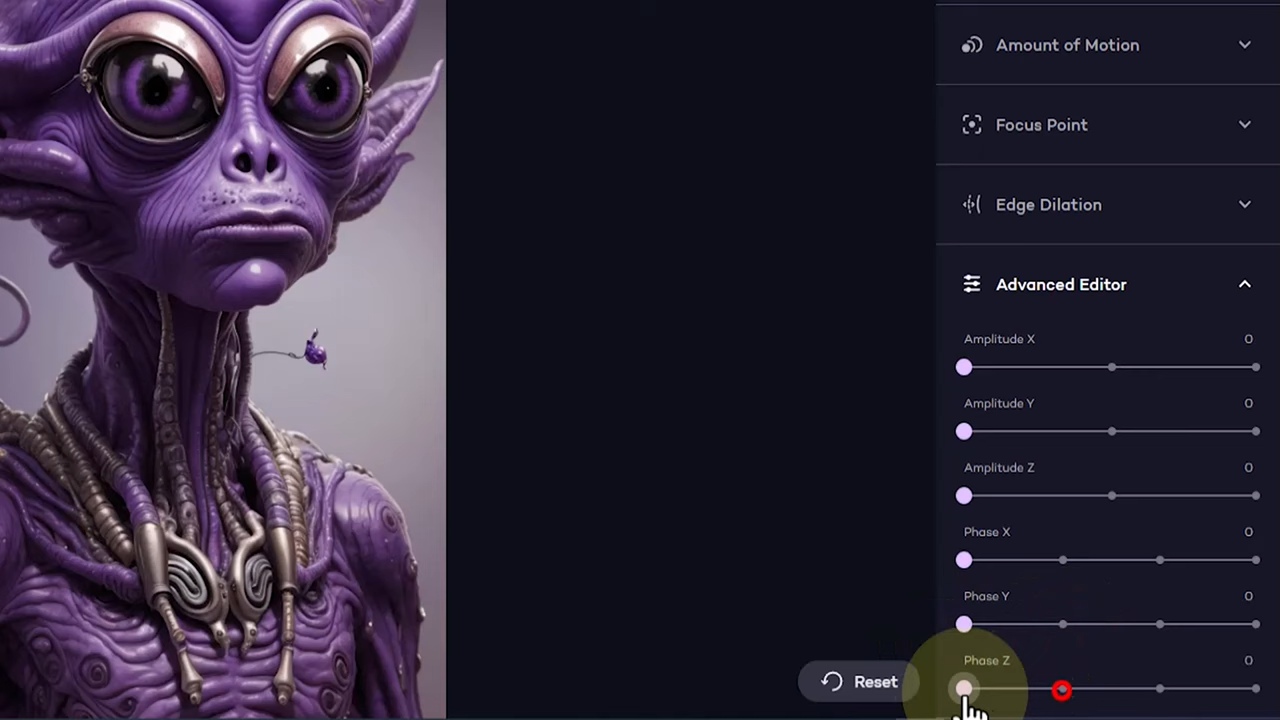 Amount of Motion
Focus Point
Edge Dilation
Advanced Editor
Amplitude X 0
Amplitude Y 0
Amplitude Z 0
Phase X 0
Phase Y 0
Phase Z 0
Reset